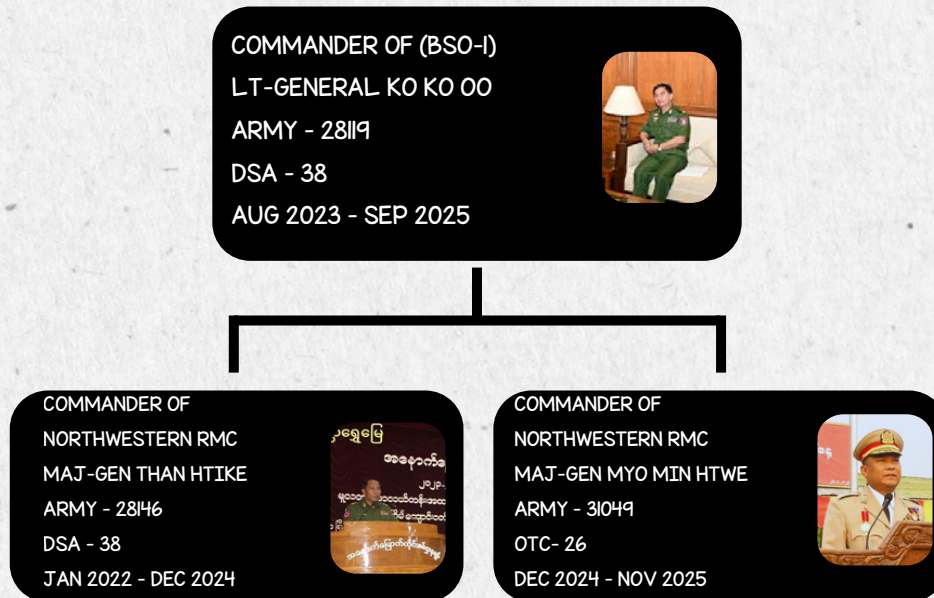 COMMANDER OF (BSO-1)
LT-GENERAL KO KO OO
ARMY - 28119
DSA - 38
AUG 2023 - SEP 2025
COMMANDER OF
NORTHWESTERN RMC
MAJ-GEN THAN HTIKE
ARMY - 28146
DSA - 38
JAN 2022 - DEC 2024
COMMANDER OF
NORTHWESTERN RMC
MAJ-GEN MYO MIN HTWE
ARMY - 31049
OTC- 26
DEC 2024 - NOV 2025